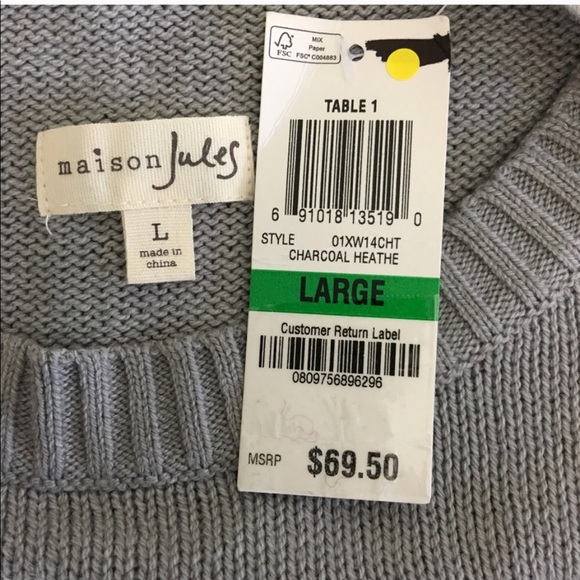 maison Jules
L
made in
china
FSC
MIX
Paper
FSC® C004863
TABLE 1
6 91018 13519 0
STYLE 01XW14CHT
CHARCOAL HEATHE
LARGE
Customer Return Label
0809756896296
MSRP $69.50